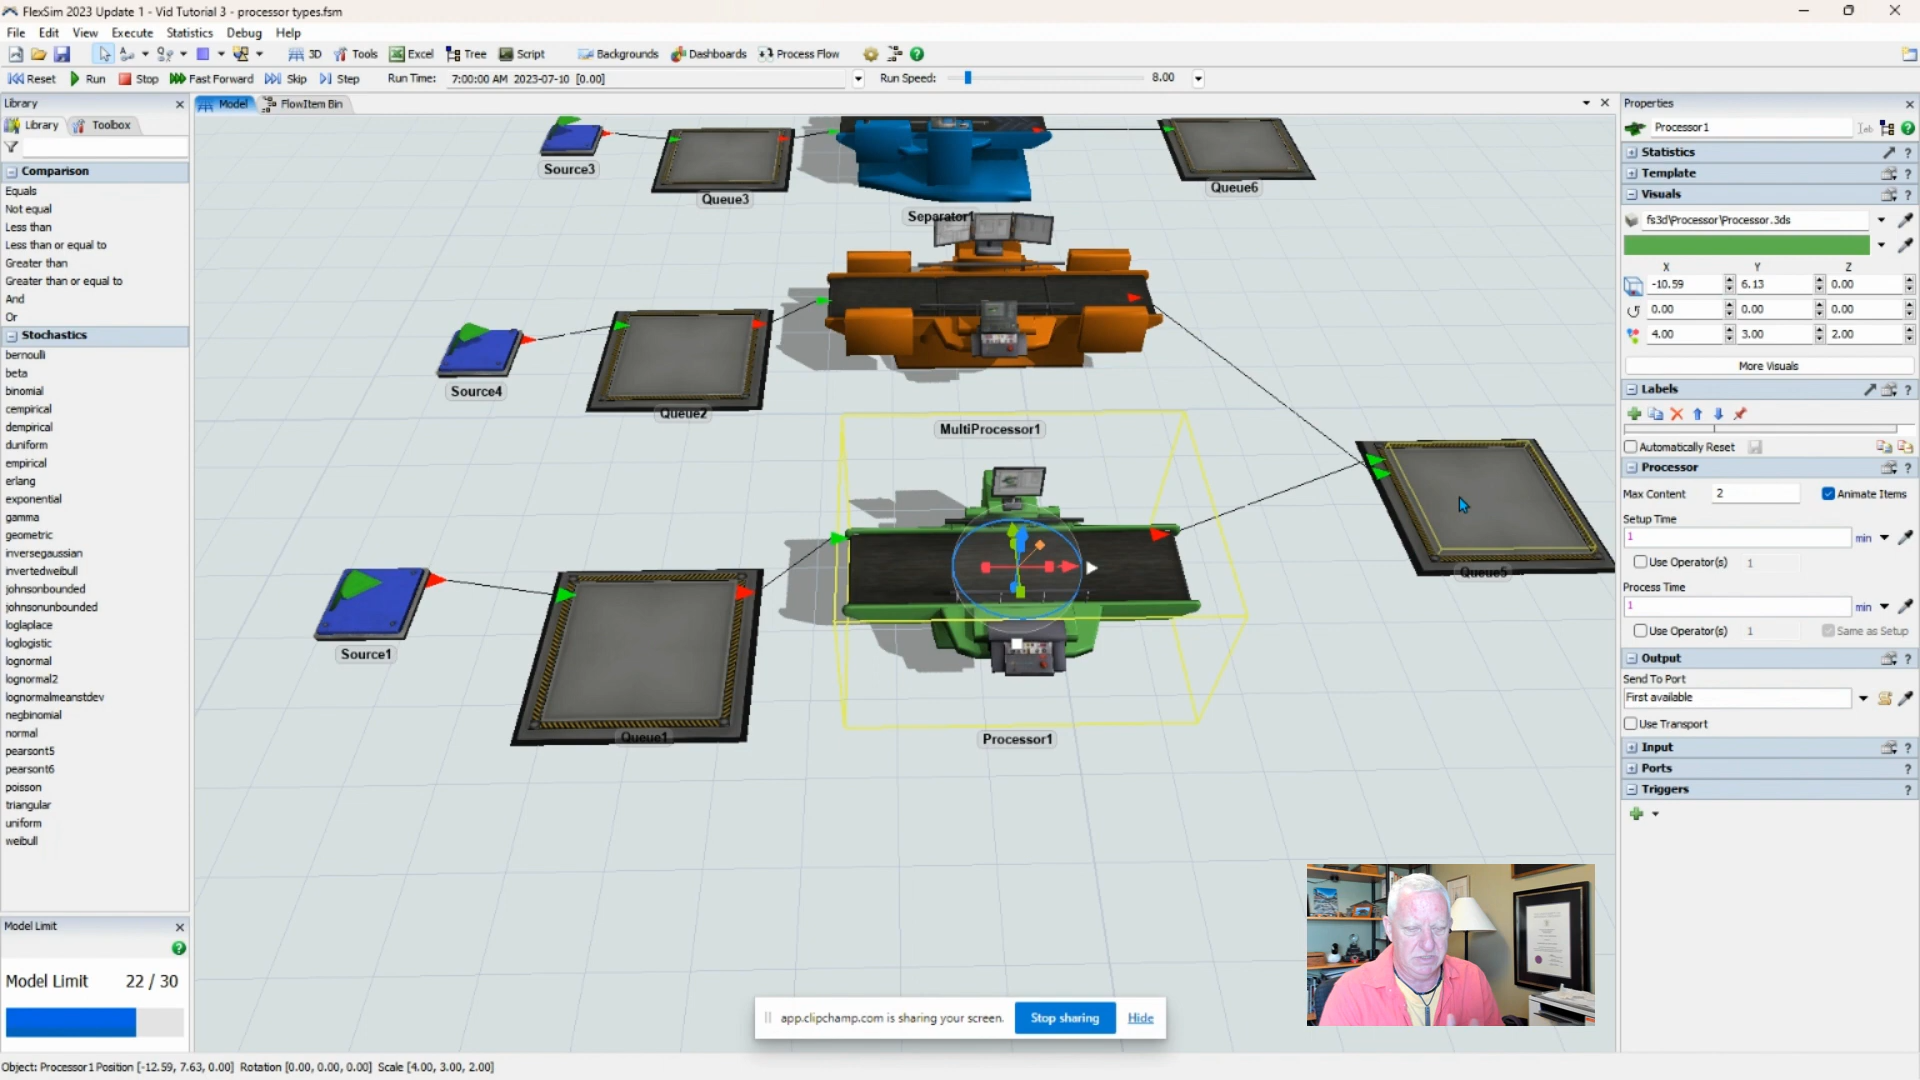 FlexSim 2023 Update 1 - Vid Tutorial 3 - processor types.fsm
File Edit View Execute Statistics Debug Help
3D Tools Excel Tree Script Backgrounds Dashboards Process Flow
Reset Run Stop Fast Forward Skip Step Run Time: 7:00:00 AM 2023-07-10 [0.00] Run Speed: 8.00
Library
Library Toolbox
Comparison
Equals
Not equal
Less than
Less than or equal to
Greater than
Greater than or equal to
And
Or
Stochastics
bernoulli
beta
binomial
cempirical
dempirical
duniform
empirical
erlang
exponential
gamma
geometric
inversegaussian
invertedweibull
johnsonbounded
johnsonunbounded
loglaplace
loglogistic
lognormal
lognormal2
lognormalmeanstdev
negbinomial
normal
pearsont5
pearsont6
poisson
triangular
uniform
weibull
Model Limit
Model Limit 22 / 30
Model FlowItem Bin
Source3
Queue3
Separator1
Queue6
Source4
Queue2
MultiProcessor1
Queue5
Source1
Queue1
Processor1
app.clipchamp.com is sharing your screen. Stop sharing Hide
Properties
Processor1
Statistics
Template
Visuals
fs3d\Processor\Processor.3ds
X Y Z
-10.59 6.13 0.00
0.00 0.00 0.00
4.00 3.00 2.00
More Visuals
Labels
Automatically Reset
Processor
Max Content 2 Animate Items
Setup Time
1 min
Use Operator(s) 1
Process Time
1 min
Use Operator(s) 1 Same as Setup
Output
Send To Port
First available
Use Transport
Input
Ports
Triggers
Object: Processor1 Position [-12.59, 7.63, 0.00] Rotation [0.00, 0.00, 0.00] Scale [4.00, 3.00, 2.00]